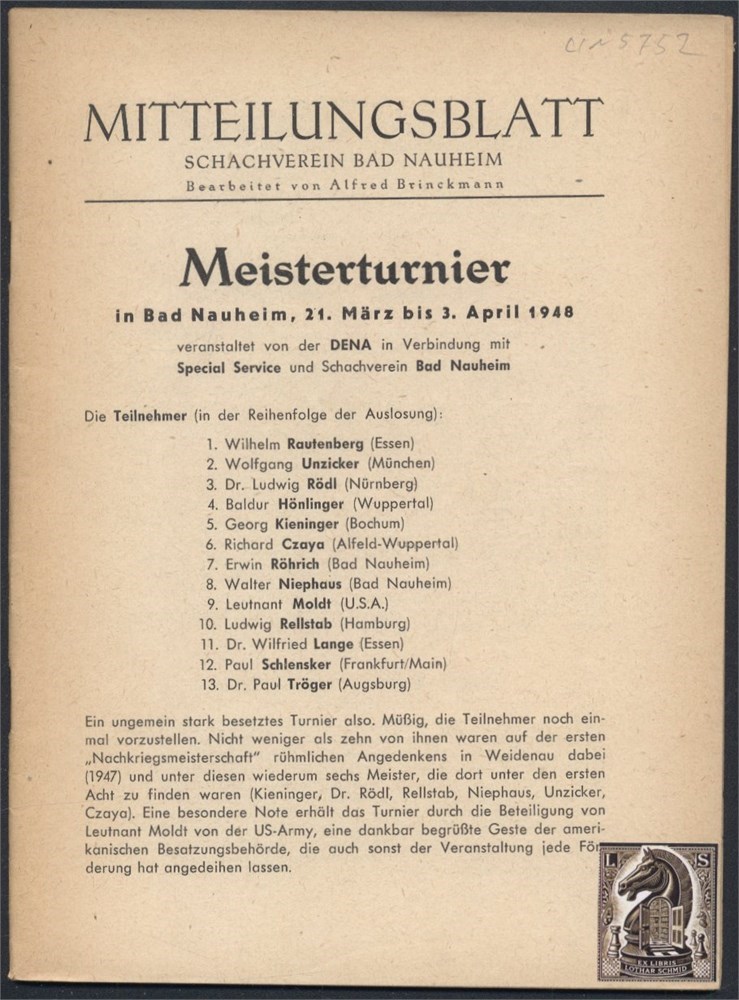 MITTEILUNGSBLATT
SCHACHVEREIN BAD NAUHEIM
Bearbeitet von Alfred Brinckmann
Meisterturnier
in Bad Nauheim, 21. März bis 3. April 1948
veranstaltet von der DENA in Verbindung mit
Special Service und Schachverein Bad Nauheim
Die Teilnehmer (in der Reihenfolge der Auslosung):
1. Wilhelm Rautenberg (Essen)
2. Wolfgang Unzicker (München)
3. Dr. Ludwig Rödl (Nürnberg)
4. Baldur Hönlinger (Wuppertal)
5. Georg Kieninger (Bochum)
6. Richard Czaya (Alfeld-Wuppertal)
7. Erwin Röhrich (Bad Nauheim)
8. Walter Niephaus (Bad Nauheim)
9. Leutnant Moldt (U.S.A.)
10. Ludwig Rellstab (Hamburg)
11. Dr. Wilfried Lange (Essen)
12. Paul Schlensker (Frankfurt/Main)
13. Dr. Paul Tröger (Augsburg)
Ein ungemein stark besetztes Turnier also. Müßig, die Teilnehmer noch ein-
mal vorzustellen. Nicht weniger als zehn von ihnen waren auf der ersten
„Nachkriegsmeisterschaft" rühmlichen Angedenkens in Weidenau dabei
(1947) und unter diesen wiederum sechs Meister, die dort unter den ersten
Acht zu finden waren (Kieninger, Dr. Rödl, Rellstab, Niephaus, Unzicker,
Czaya). Eine besondere Note erhält das Turnier durch die Beteiligung von
Leutnant Moldt von der US-Army, eine dankbar begrüßte Geste der ameri-
kanischen Besatzungsbehörde, die auch sonst der Veranstaltung jede För-
derung hat angedeihen lassen.
L S
EX LIBRIS
LOTHAR SCHMID